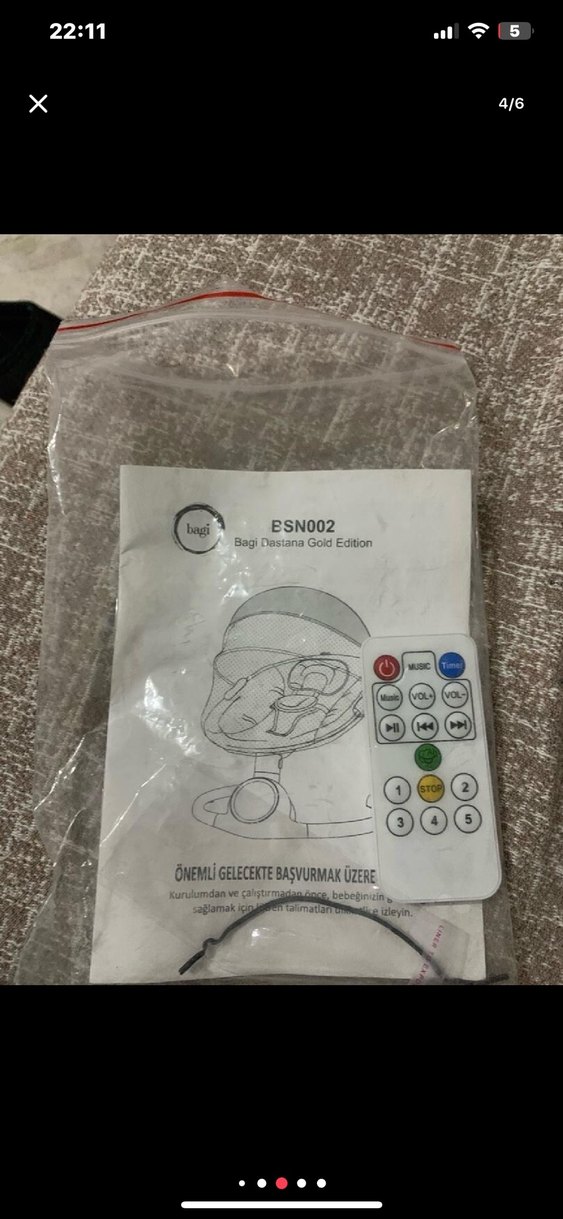 22:11
5
4/6
bagi
BSN002
Bagi Dastana Gold Edition
MUSIC
Timer
Music
VOL+
VOL-
1
STOP
2
3
4
5
ÖNEMLİ GELECEKTE BAŞVURMAK ÜZERE
Kurulumdan ve çalıştırmadan önce, bebeğinizin
sağlamak için talimatları izleyin.